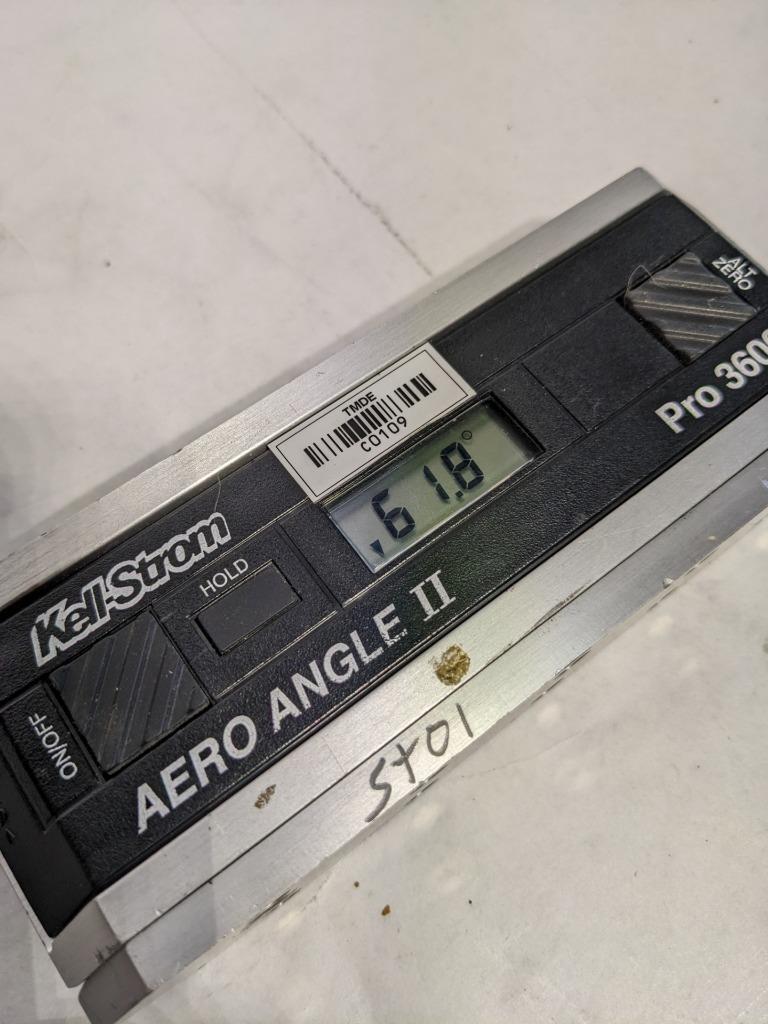 ALT
ZERO
Pro 360
TMDE
C0109
61.8°
Kell-Strom
HOLD
ON/OFF
AERO ANGLE II
St01